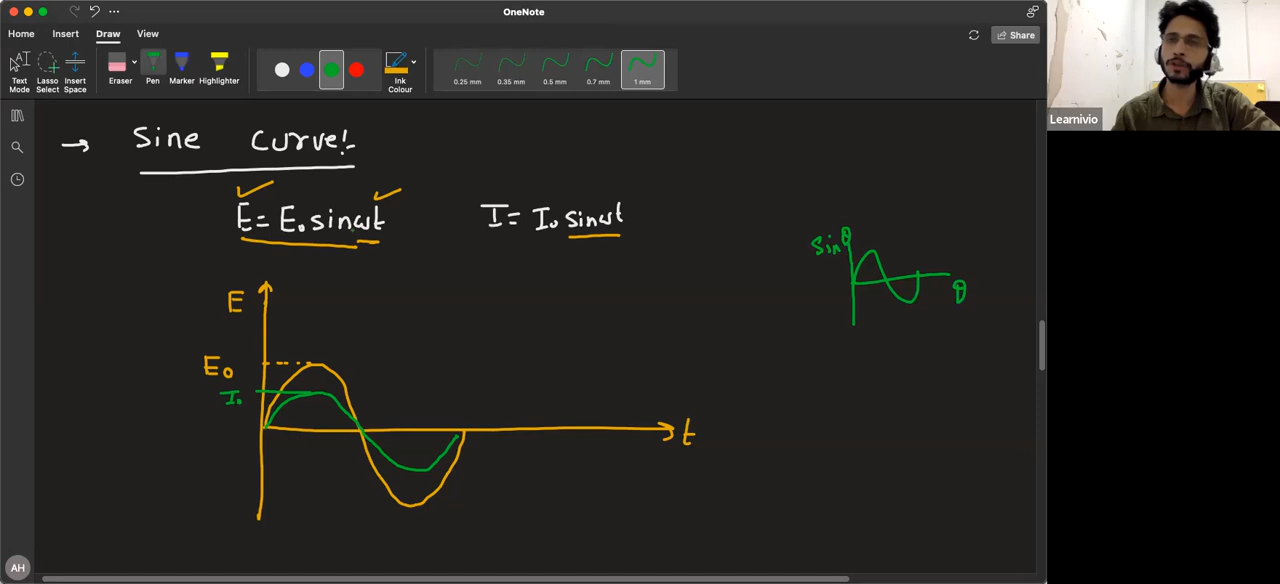 OneNote
Home Insert Draw View
Share
Text Mode
Lasso Select
Insert Space
Eraser
Pen
Marker
Highlighter
Ink Colour
0.25 mm 0.35 mm 0.5 mm 0.7 mm 1 mm
Learnivio
→ Sine Curve:-
E = E₀ sinωt I = I₀ sinωt
sinθ
θ
E
E₀
I₀
t
AH